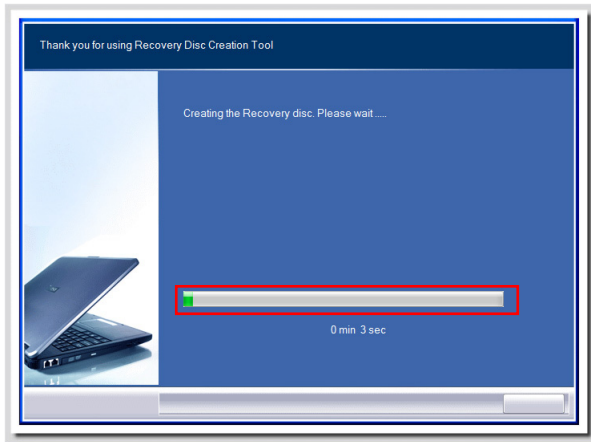 Thank you for using Recovery Disc Creation Tool
Creating the Recovery disc. Please wait .....
0 min 3 sec